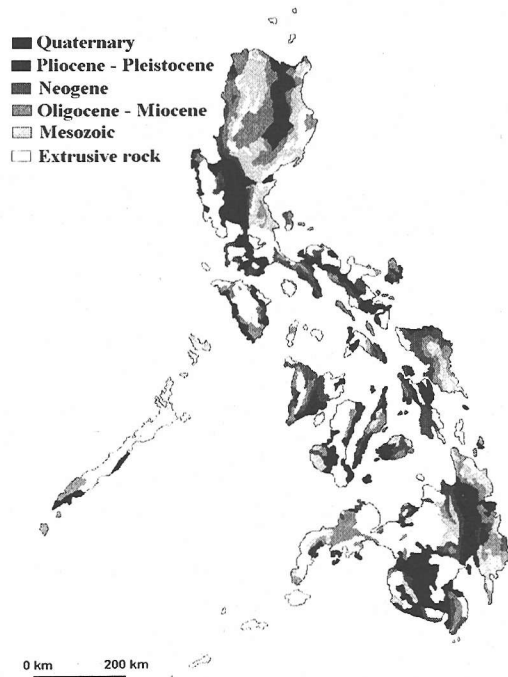 Quaternary
Pliocene - Pleistocene
Neogene
Oligocene - Miocene
Mesozoic
Extrusive rock
0 km 200 km